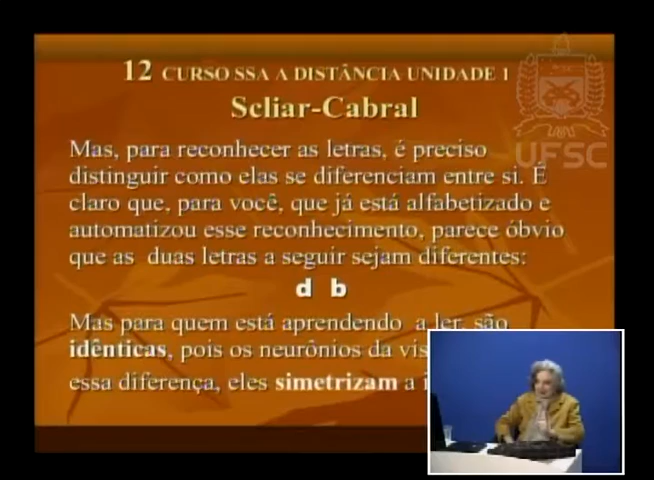 12 CURSO SSA A DISTÂNCIA UNIDADE 1
Scliar-Cabral
UFSC
Mas, para reconhecer as letras, é preciso
distinguir como elas se diferenciam entre si. É
claro que, para você, que já está alfabetizado e
automatizou esse reconhecimento, parece óbvio
que as duas letras a seguir sejam diferentes:
d b
Mas para quem está aprendendo a ler, são
idênticas, pois os neurônios da
essa diferença, eles simetrizam a